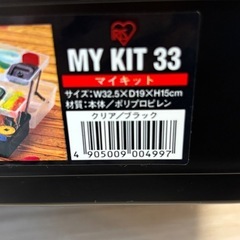 MY KIT 33
マイキット
サイズ:W32.5×D19×H15cm
材質:本体/ポリプロピレン
クリア/ブラック
4 905009 004997